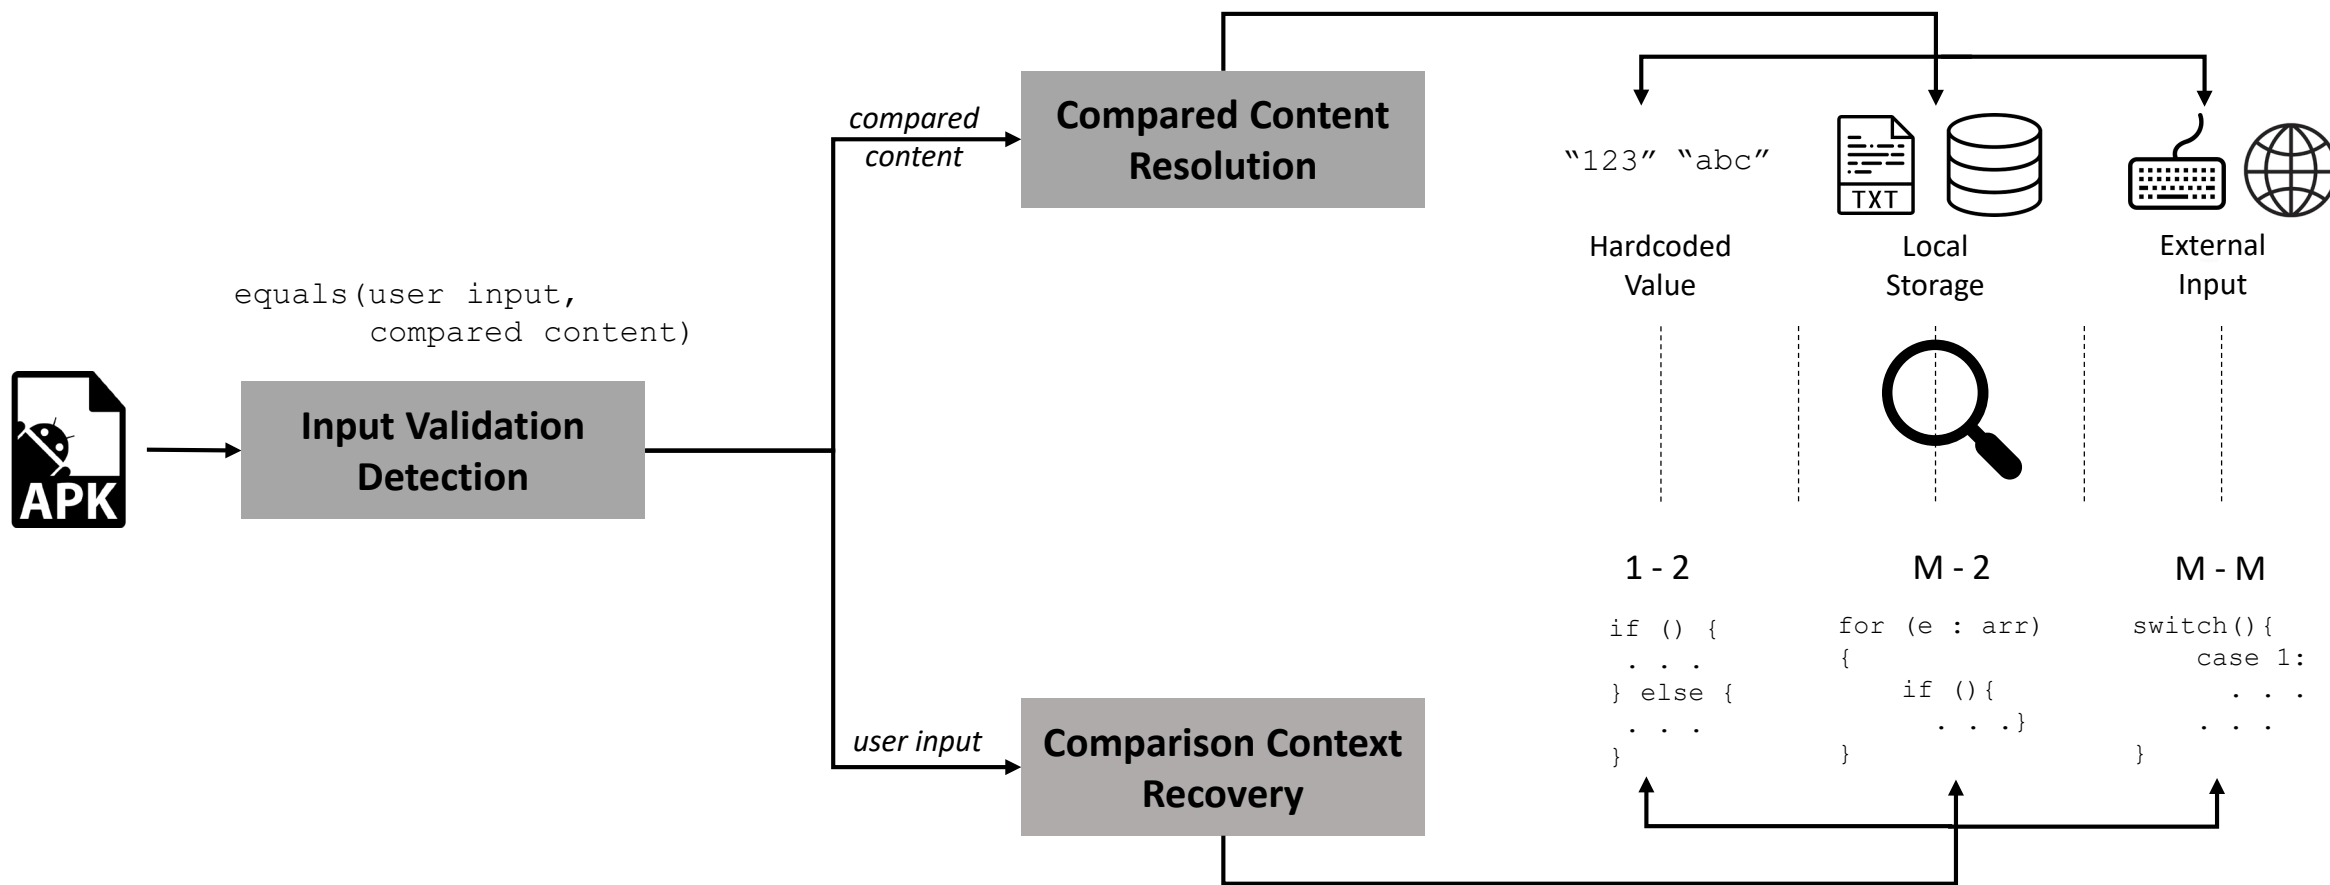 APK
equals(user input,
compared content)
Input Validation
Detection
compared
content
Compared Content
Resolution
user input
Comparison Context
Recovery
“123” “abc”
TXT
Hardcoded
Value
Local
Storage
External
Input
1 - 2
if () {
. . .
} else {
. . .
}
M - 2
for (e : arr)
{
if (){
. . .}
}
M - M
switch(){
case 1:
. . .
. . .
}